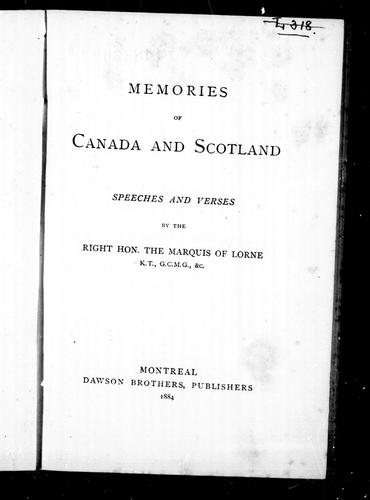 MEMORIES
OF
CANADA AND SCOTLAND
SPEECHES AND VERSES
BY THE
RIGHT HON. THE MARQUIS OF LORNE
K.T., G.C.M.G., &c.
MONTREAL
DAWSON BROTHERS, PUBLISHERS
1884